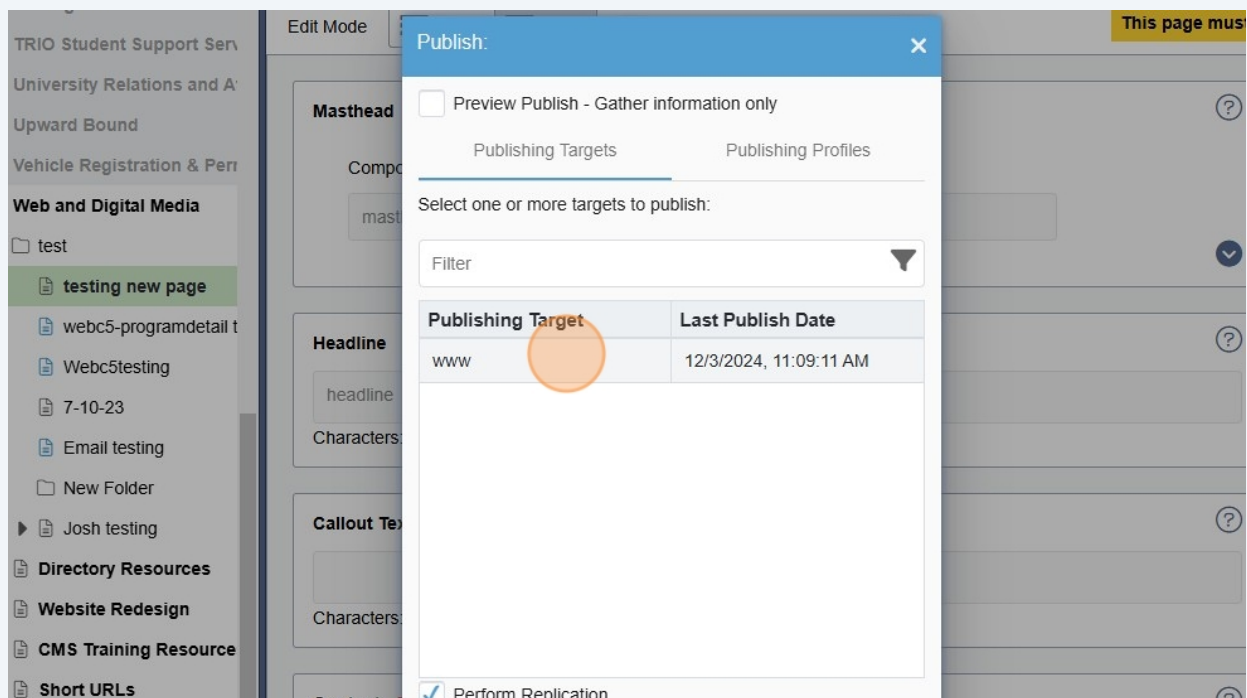 TRIO Student Support Serv
University Relations and A
Upward Bound
Vehicle Registration & Perr
Web and Digital Media
test
testing new page
webc5-programdetail t
Webc5testing
7-10-23
Email testing
New Folder
Josh testing
Directory Resources
Website Redesign
CMS Training Resource
Short URLs
Edit Mode
This page must
Masthead
Compo
mast
Headline
headline
Characters:
Callout Tex
Characters:
Publish:
Preview Publish - Gather information only
Publishing Targets Publishing Profiles
Select one or more targets to publish:
Filter
Publishing Target Last Publish Date
www 12/3/2024, 11:09:11 AM
Perform Replication